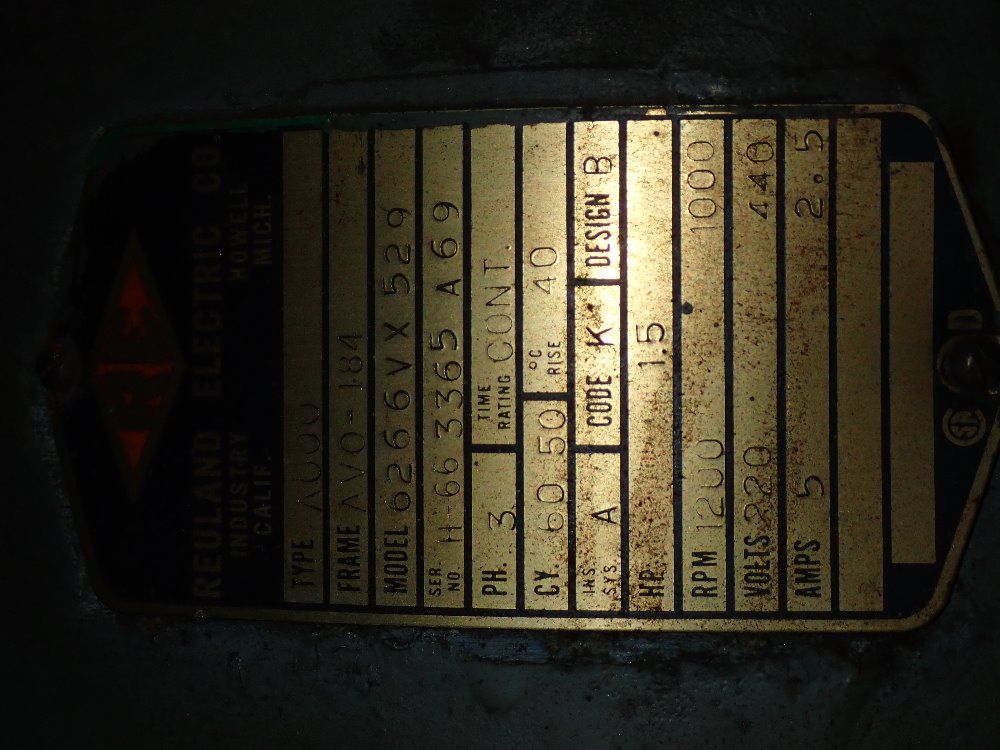 REULAND ELECTRIC CO.
INDUSTRY HOWELL
CALIF. MICH.
TYPE A000
FRAME AVO-184
MODEL 6266VX529
SER. NO. H-66 3365 A69
PH. 3 TIME RATING CONT.
CY. 60 50 °C RISE 40
INS. SYS. A CODE K DESIGN B
HP. 1.5
RPM 1200 1000
VOLTS 220 440
AMPS 5 2.5
SA D